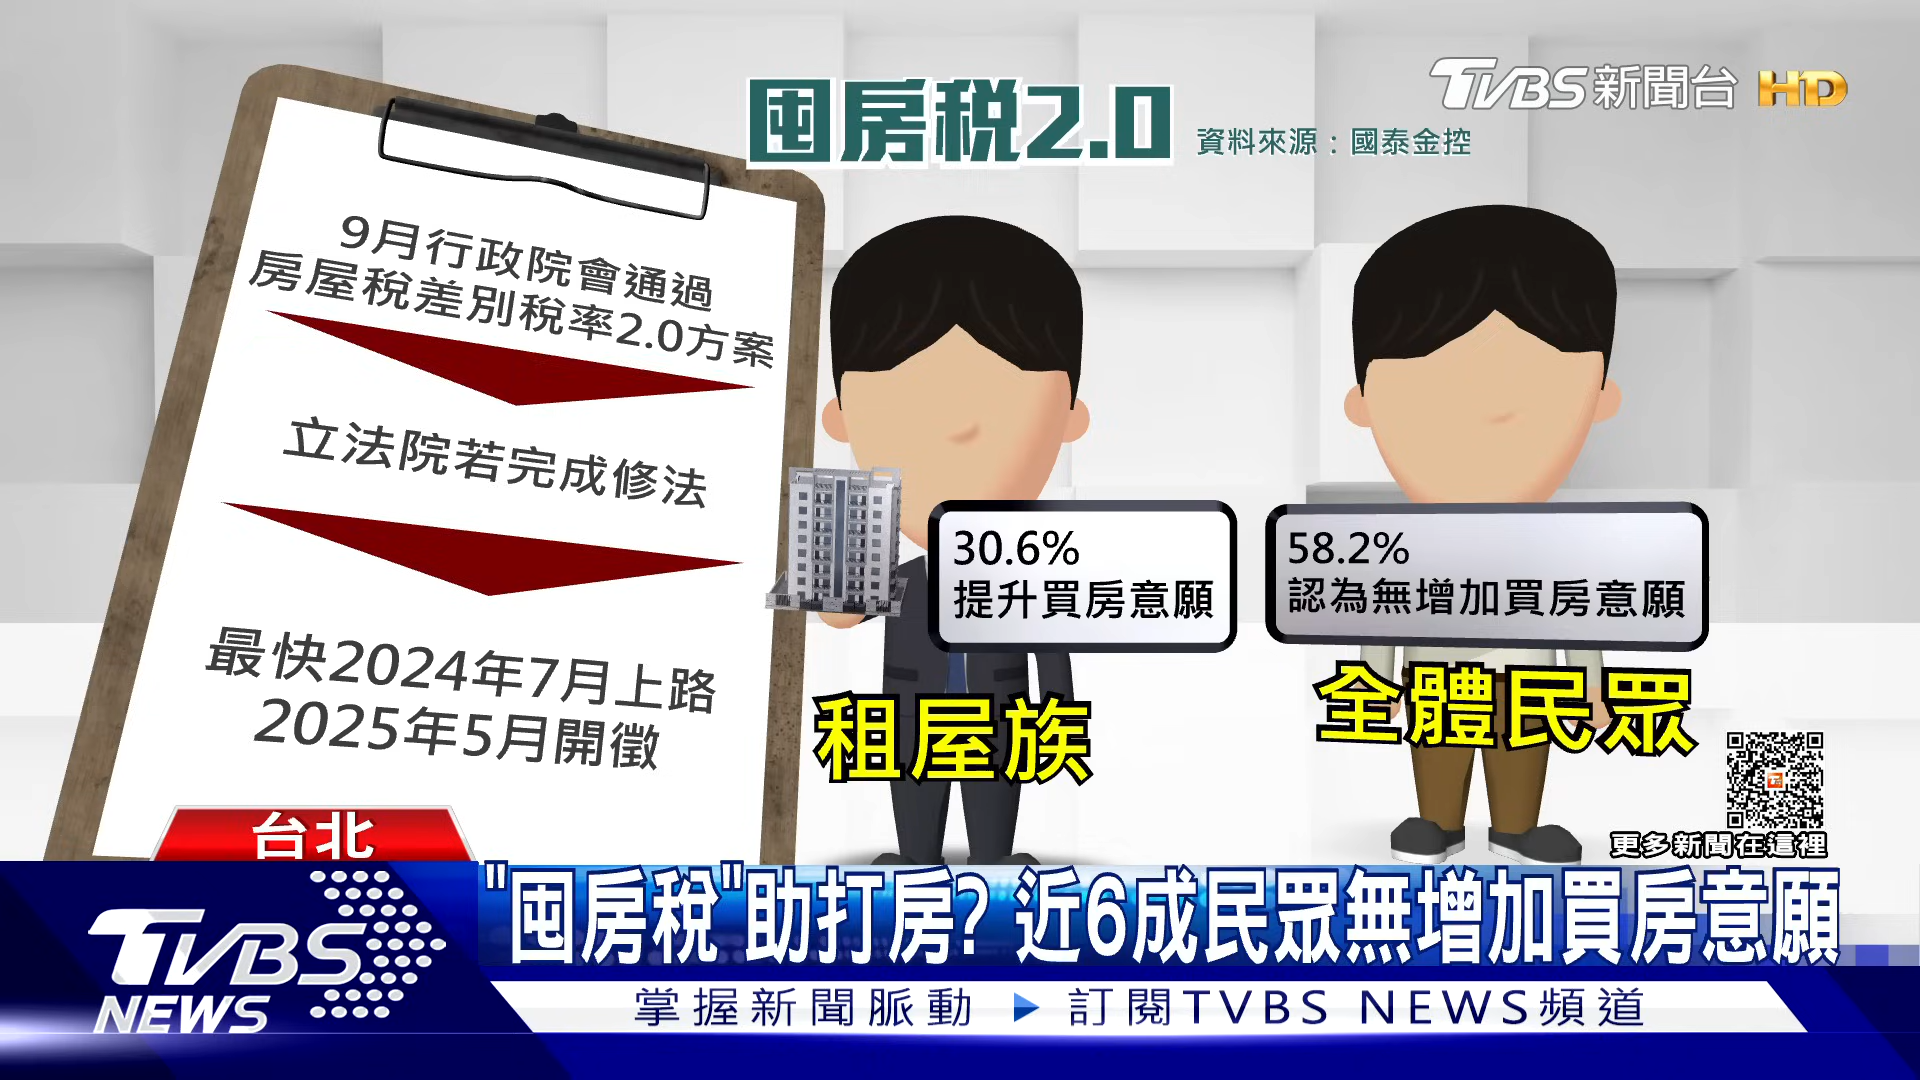 囤房税2.0
資料來源：國泰金控
TVBS新聞台 HD
9月行政院會通過
房屋稅差別稅率2.0方案
立法院若完成修法
最快2024年7月上路
2025年5月開徵
30.6%
提升買房意願
租屋族
58.2%
認為無增加買房意願
全體民眾
更多新聞在這裡
台北
"囤房稅"助打房? 近6成民眾無增加買房意願
TVBS
NEWS
掌握新聞脈動 ▶ 訂閱TVBS NEWS頻道